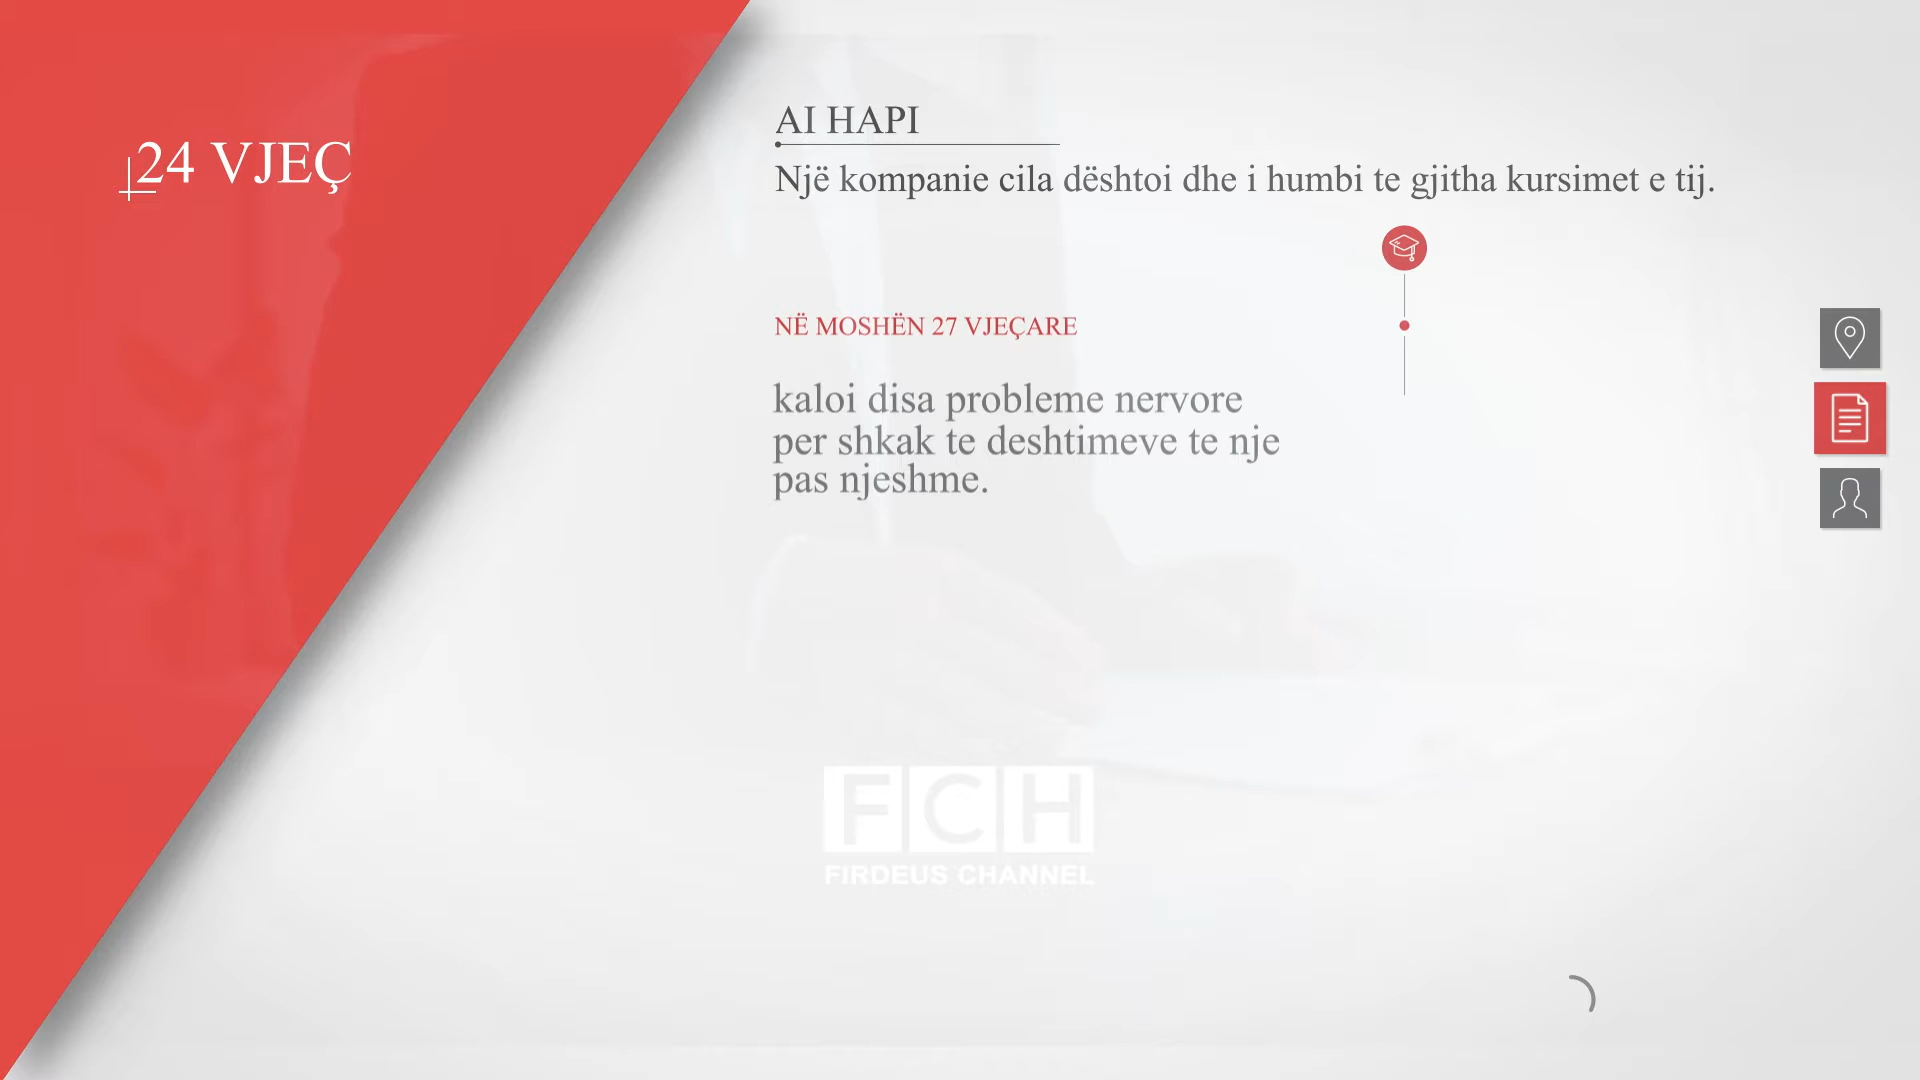 24 VJEÇ
AI HAPI
Një kompanie cila dështoi dhe i humbi te gjitha kursimet e tij.
NË MOSHËN 27 VJEÇARE
kaloi disa probleme nervore
per shkak te deshtimeve te nje
pas njeshme.
FCH
FIRDEUS CHANNEL